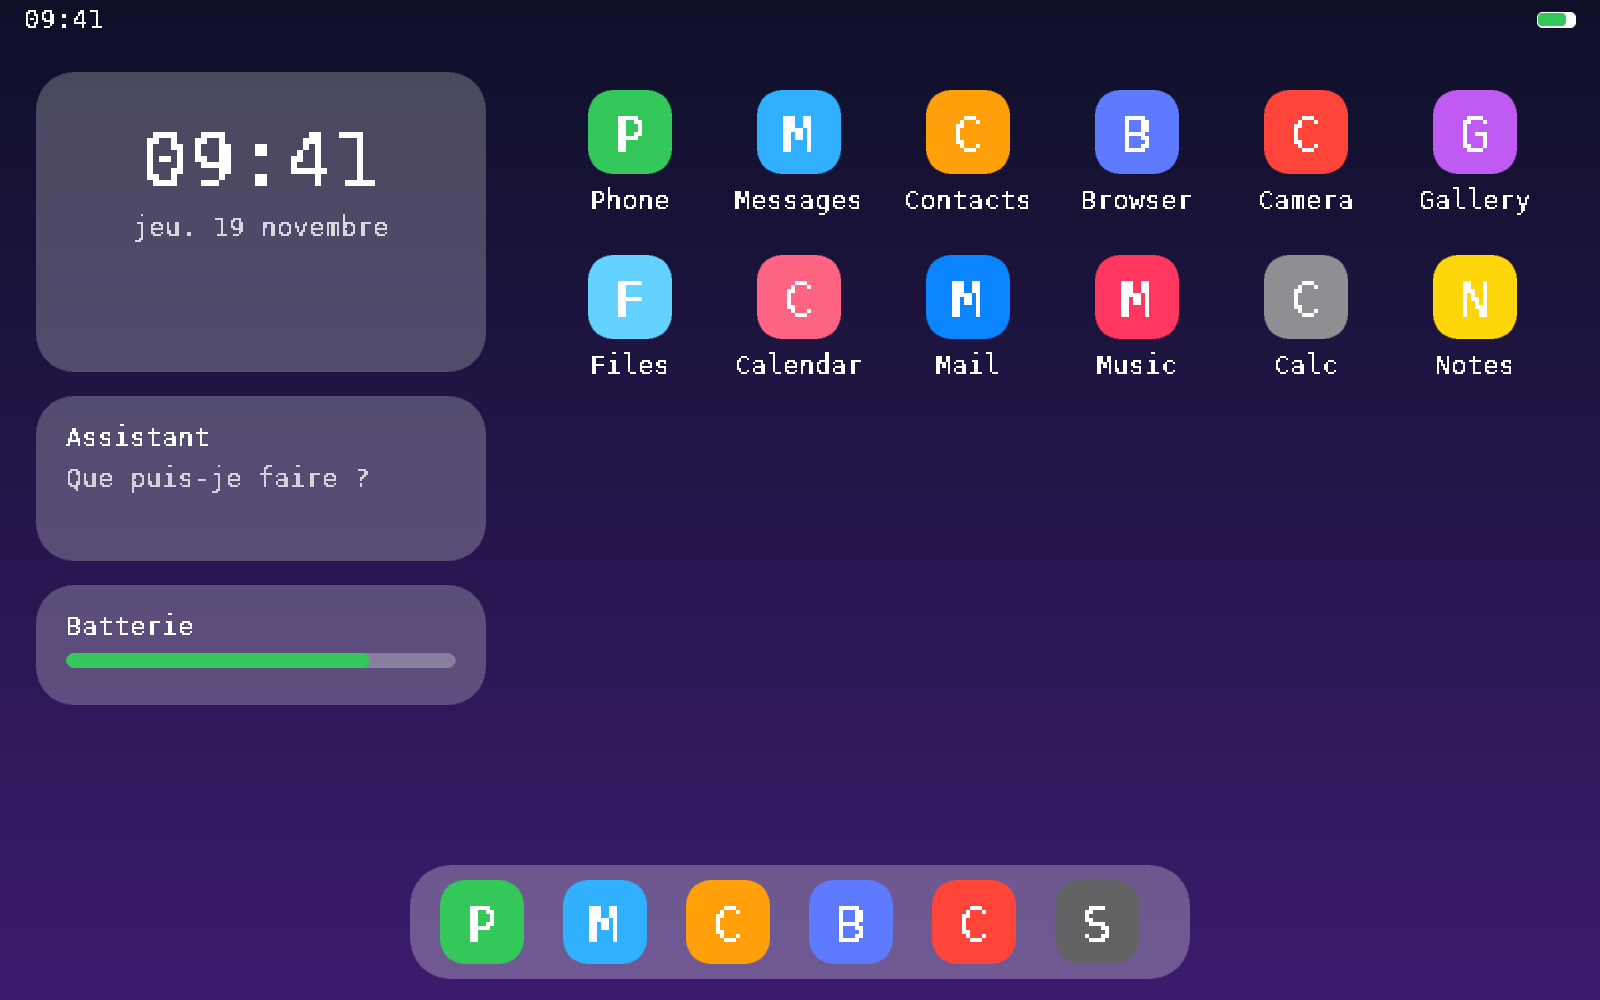 09:41
09:41
jeu. 19 novembre
Assistant
Que puis-je faire ?
Batterie
P M C B C G
Phone Messages Contacts Browser Camera Gallery
F C M M C N
Files Calendar Mail Music Calc Notes
P M C B C S